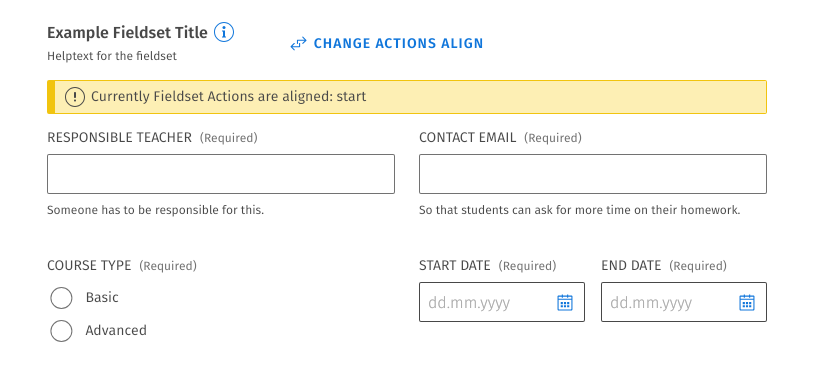 Example Fieldset Title
Helptext for the fieldset
CHANGE ACTIONS ALIGN
Currently Fieldset Actions are aligned: start
RESPONSIBLE TEACHER (Required)
Someone has to be responsible for this.
CONTACT EMAIL (Required)
So that students can ask for more time on their homework.
COURSE TYPE (Required)
Basic
Advanced
START DATE (Required)
dd.mm.yyyy
END DATE (Required)
dd.mm.yyyy